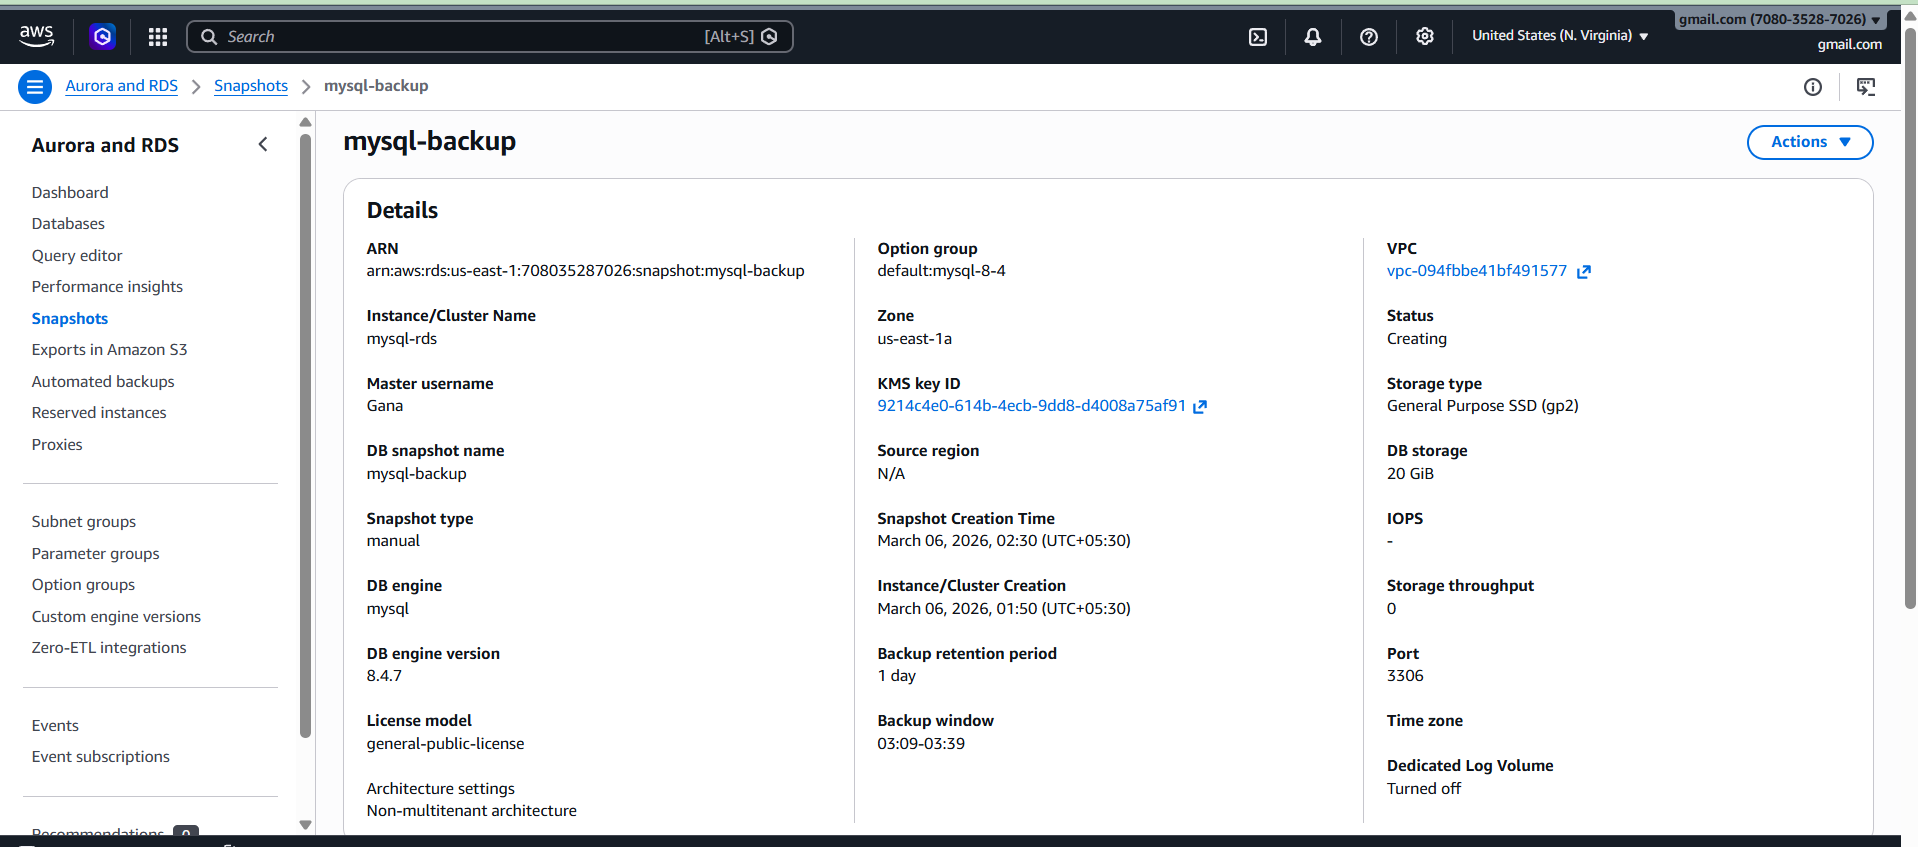 aws
Search
[Alt+S]
United States (N. Virginia)
gmail.com (7080-3528-7026)
gmail.com
Aurora and RDS
Snapshots
mysql-backup
Aurora and RDS
Dashboard
Databases
Query editor
Performance insights
Snapshots
Exports in Amazon S3
Automated backups
Reserved instances
Proxies
Subnet groups
Parameter groups
Option groups
Custom engine versions
Zero-ETL integrations
Events
Event subscriptions
Recommendations 0
mysql-backup
Actions
Details
ARN
arn:aws:rds:us-east-1:708035287026:snapshot:mysql-backup
Instance/Cluster Name
mysql-rds
Master username
Gana
DB snapshot name
mysql-backup
Snapshot type
manual
DB engine
mysql
DB engine version
8.4.7
License model
general-public-license
Architecture settings
Non-multitenant architecture
Option group
default:mysql-8-4
Zone
us-east-1a
KMS key ID
9214c4e0-614b-4ecb-9dd8-d4008a75af91
Source region
N/A
Snapshot Creation Time
March 06, 2026, 02:30 (UTC+05:30)
Instance/Cluster Creation
March 06, 2026, 01:50 (UTC+05:30)
Backup retention period
1 day
Backup window
03:09-03:39
VPC
vpc-094fbbe41bf491577
Status
Creating
Storage type
General Purpose SSD (gp2)
DB storage
20 GiB
IOPS
-
Storage throughput
0
Port
3306
Time zone
Dedicated Log Volume
Turned off